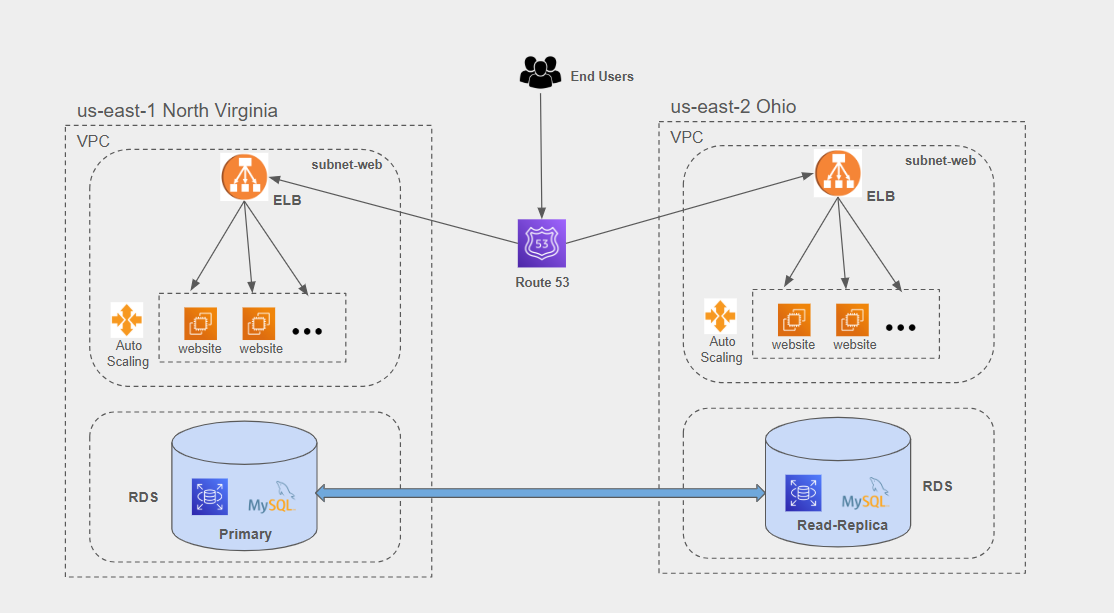 End Users
us-east-1 North Virginia
us-east-2 Ohio
VPC
VPC
subnet-web
subnet-web
ELB
ELB
53
Route 53
Auto
Scaling
website
website
Auto
Scaling
website
website
RDS
MySQL
Primary
RDS
MySQL
Read-Replica